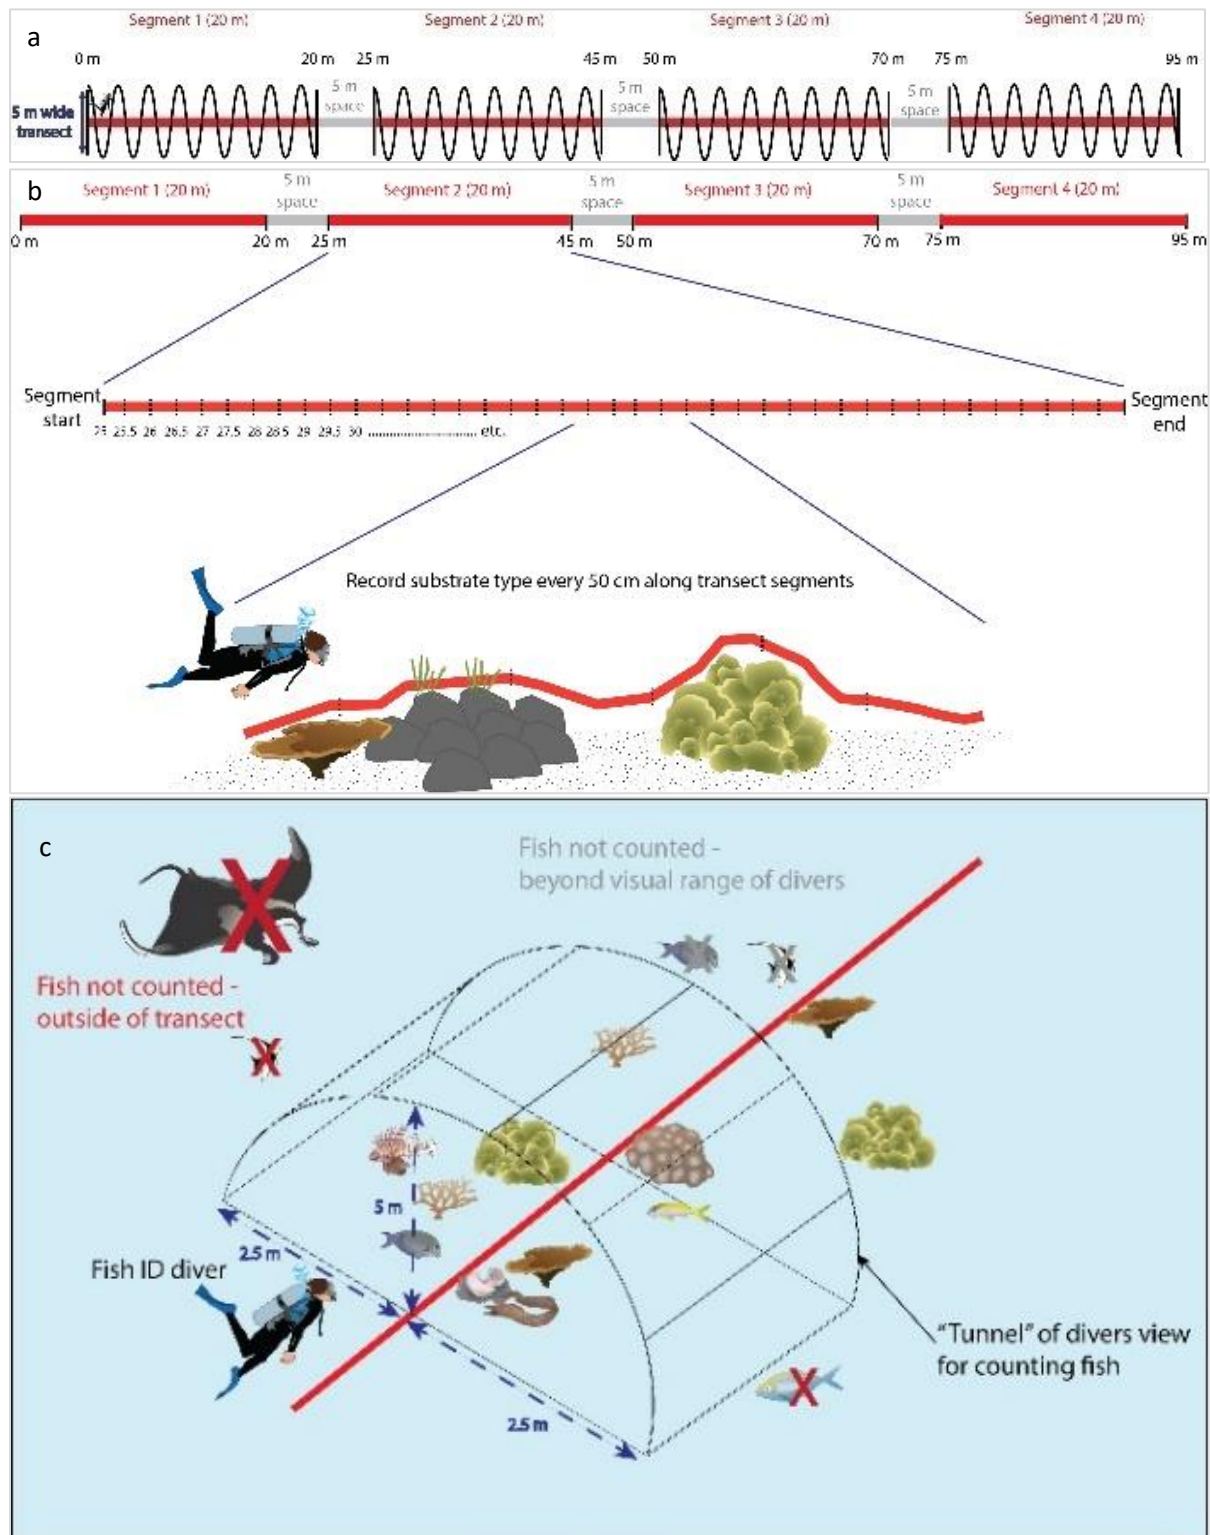 a
Segment 1 (20 m)
Segment 2 (20 m)
Segment 3 (20 m)
Segment 4 (20 m)
0 m
20 m
25 m
45 m
50 m
70 m
75 m
95 m
5 m wide
transect
5 m
space
5 m
space
5 m
space
b
Segment 1 (20 m)
5 m
space
Segment 2 (20 m)
5 m
space
Segment 3 (20 m)
5 m
space
Segment 4 (20 m)
0 m
20 m
25 m
45 m
50 m
70 m
75 m
95 m
Segment
start
25 25.5 26 26.5 27 27.5 28 28.5 29 29.5 30 ........................ etc.
Segment
end
Record substrate type every 50 cm along transect segments
c
Fish not counted -
beyond visual range of divers
X
Fish not counted -
outside of transect
X
5 m
2.5 m
Fish ID diver
2.5 m
"Tunnel" of divers view
for counting fish
X